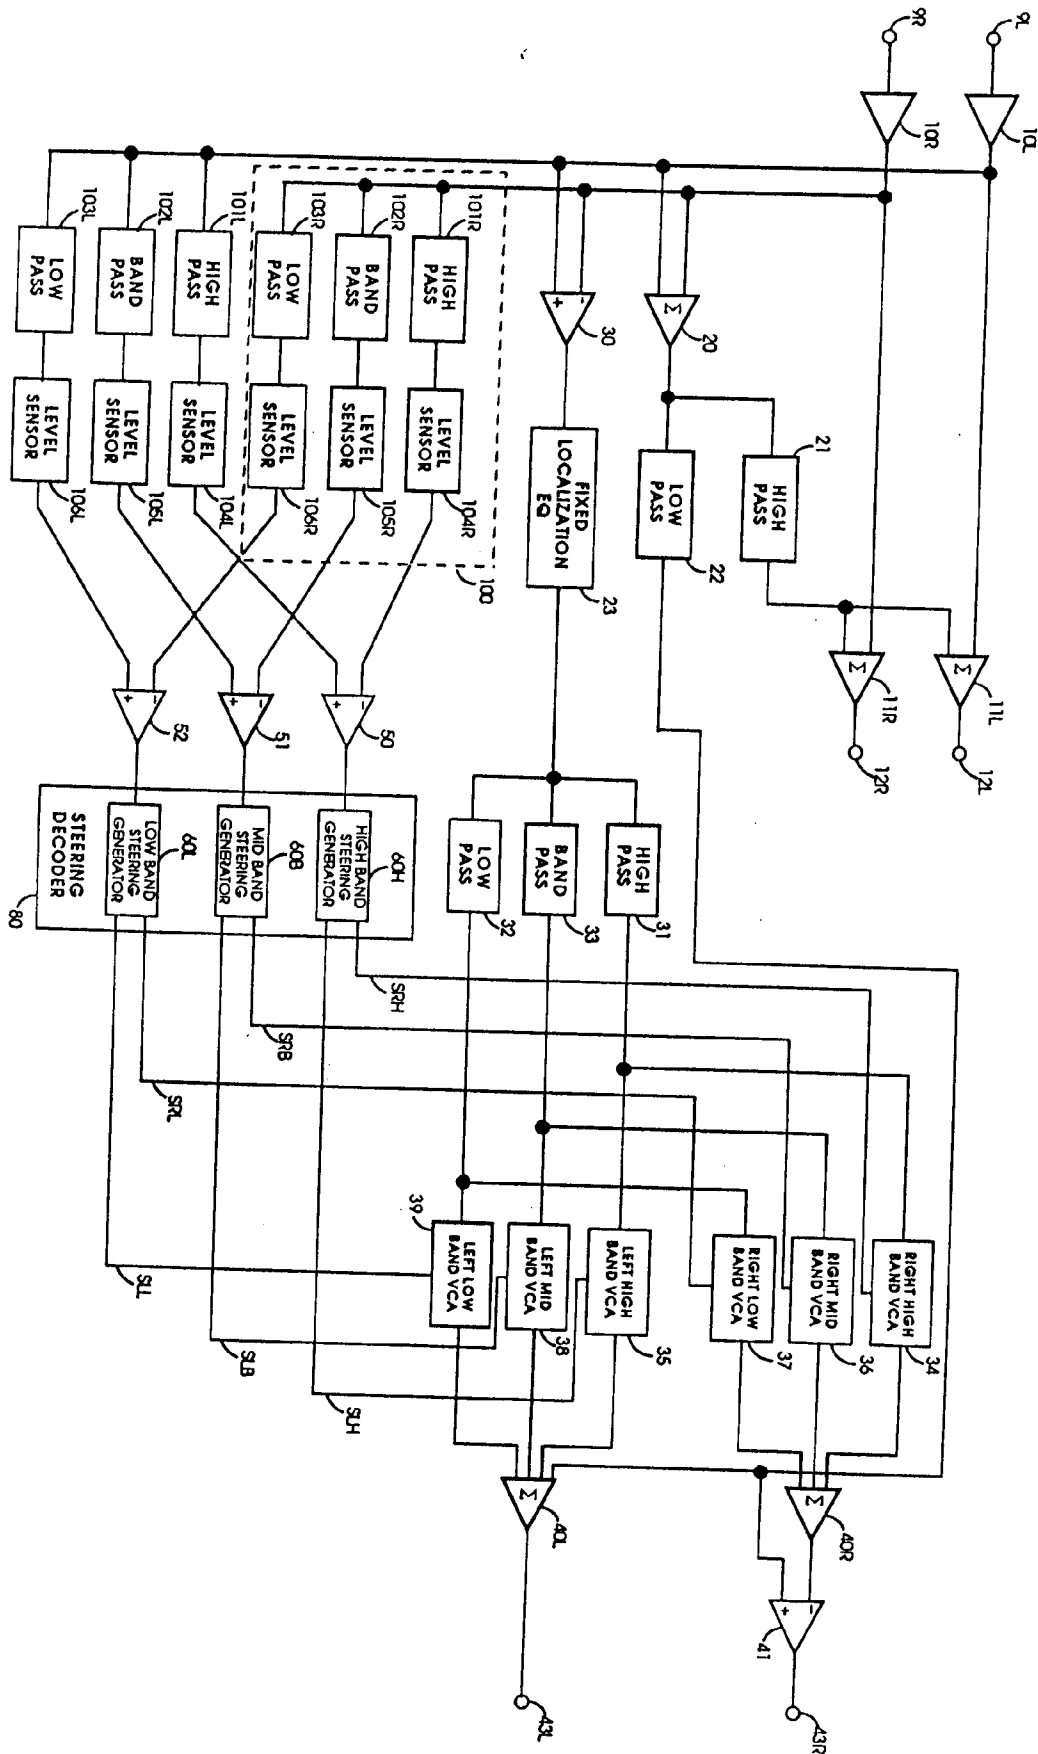 9L
10L
9R
10R
11L
12L
Σ
11R
12R
Σ
21
HIGH
PASS
20
Σ
LOW
PASS
22
30
-
+
FIXED
LOCALIZATION
EQ
23
HIGH
PASS
31
BAND
PASS
33
LOW
PASS
32
34
RIGHT HIGH
BAND VCA
36
RIGHT MID
BAND VCA
37
RIGHT LOW
BAND VCA
35
LEFT HIGH
BAND VCA
38
LEFT MID
BAND VCA
39
LEFT LOW
BAND VCA
Σ
40R
-
+
41
43R
Σ
40L
43L
101R
HIGH
PASS
LEVEL
SENSOR
104R
102R
BAND
PASS
LEVEL
SENSOR
105R
103R
LOW
PASS
LEVEL
SENSOR
106R
100
101L
HIGH
PASS
LEVEL
SENSOR
104L
102L
BAND
PASS
LEVEL
SENSOR
105L
103L
LOW
PASS
LEVEL
SENSOR
106L
-
+
50
-
+
51
-
+
52
60H
HIGH BAND
STEERING
GENERATOR
60B
MID BAND
STEERING
GENERATOR
60L
LOW BAND
STEERING
GENERATOR
STEERING
DECODER
80
SRH
SRB
SRL
SLL
SLB
SLH